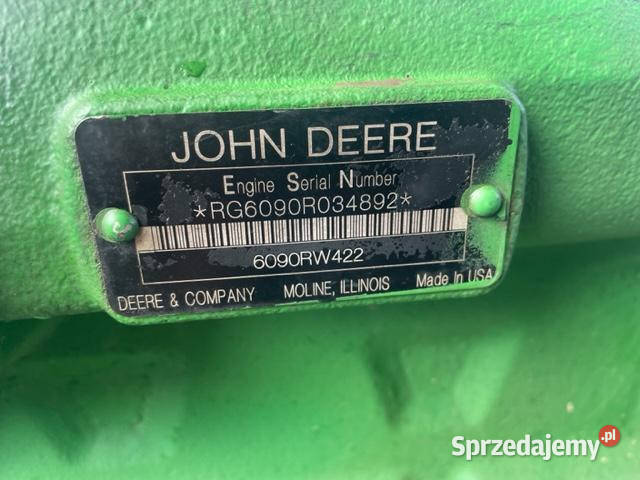 JOHN DEERE
Engine Serial Number
*RG6090R034892*
6090RW422
DEERE & COMPANY MOLINE, ILLINOIS Made In USA
Sprzedajemy.pl